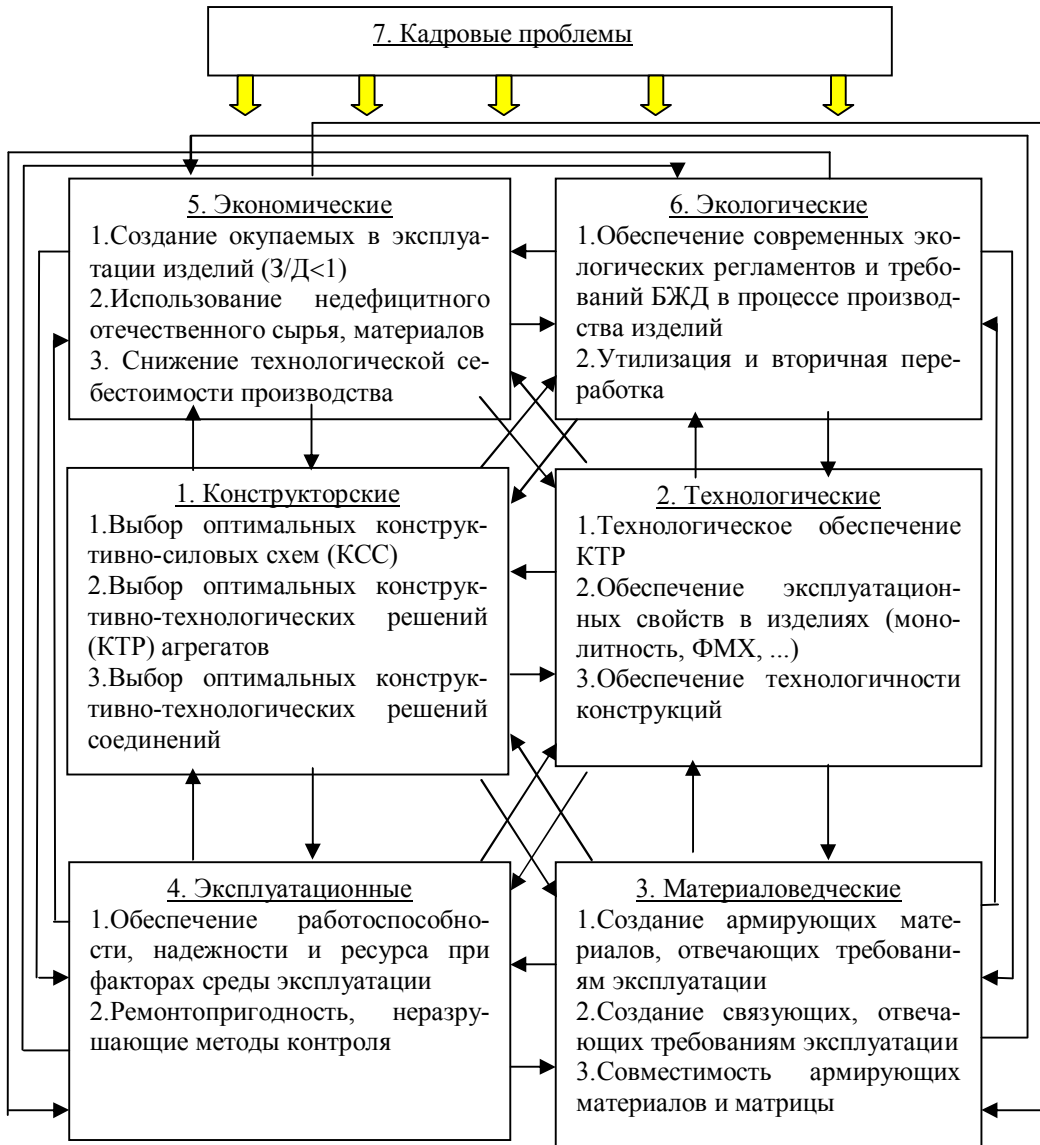 7. Кадровые проблемы
5. Экономические
1.Создание окупаемых в эксплуа-
тации изделий (З/Д<1)
2.Использование недефицитного
отечественного сырья, материалов
3. Снижение технологической се-
бестоимости производства
6. Экологические
1.Обеспечение современных эко-
логических регламентов и требо-
ваний БЖД в процессе производ-
ства изделий
2.Утилизация и вторичная пере-
работка
1. Конструкторские
1.Выбор оптимальных конструк-
тивно-силовых схем (КСС)
2.Выбор оптимальных конструк-
тивно-технологических решений
(КТР) агрегатов
3.Выбор оптимальных конструк-
тивно-технологических решений
соединений
2. Технологические
1.Технологическое обеспечение
КТР
2.Обеспечение эксплуатацион-
ных свойств в изделиях (моно-
литность, ФМХ, ...)
3.Обеспечение технологичности
конструкций
4. Эксплуатационные
1.Обеспечение работоспособно-
сти, надежности и ресурса при
факторах среды эксплуатации
2.Ремонтопригодность, неразру-
шающие методы контроля
3. Материаловедческие
1.Создание армирующих мате-
риалов, отвечающих требовани-
ям эксплуатации
2.Создание связующих, отвеча-
ющих требованиям эксплуатации
3.Совместимость армирующих
материалов и матрицы